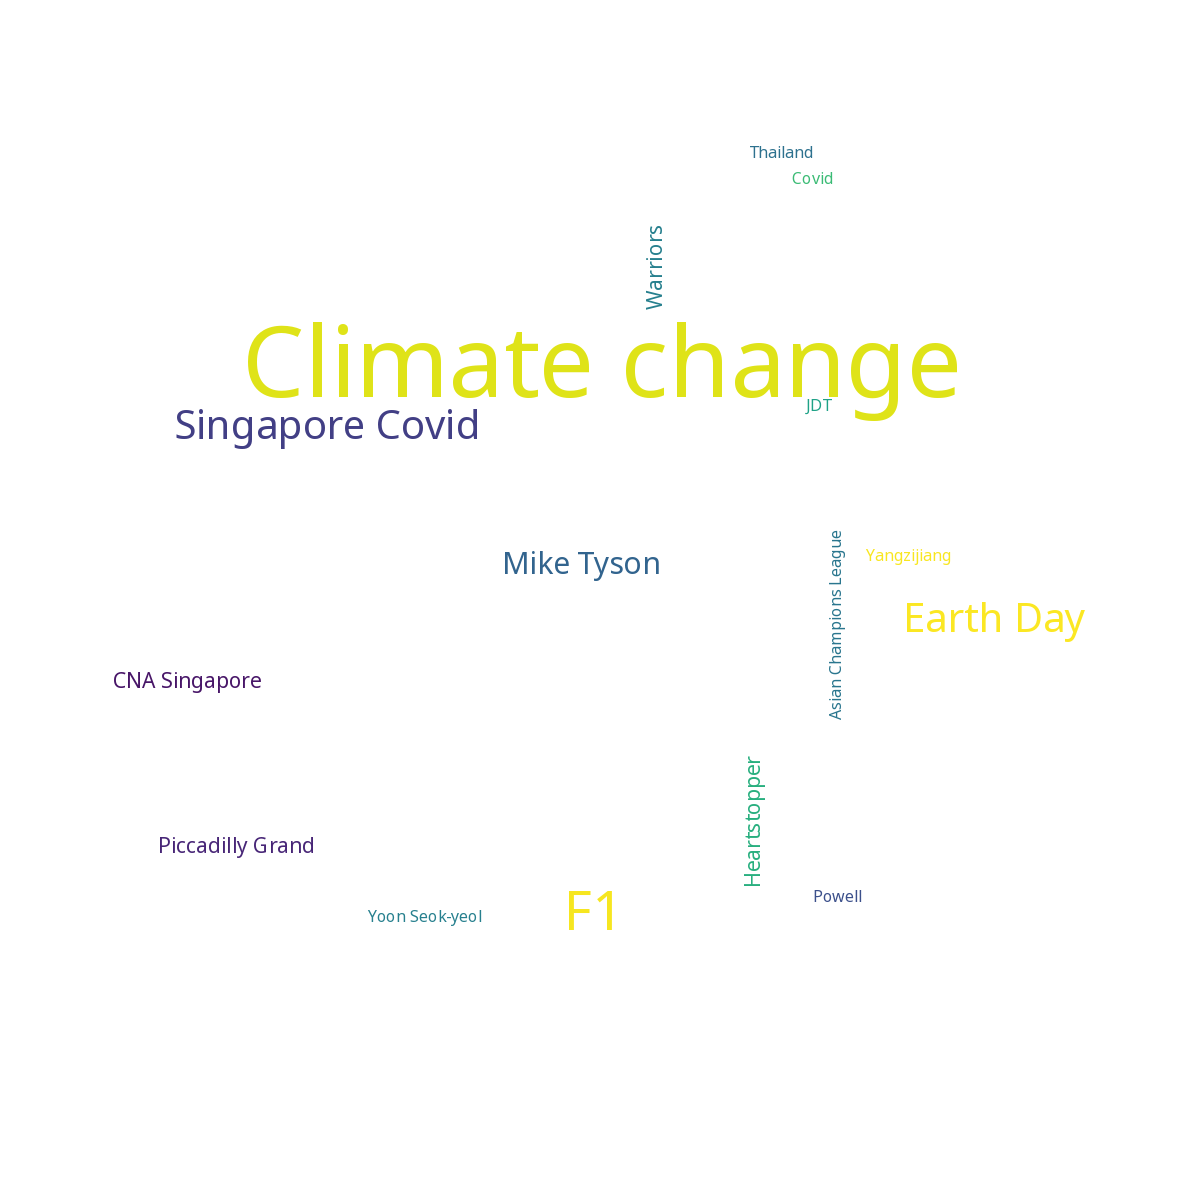 Thailand
Covid
Warriors
Climate change
JDT
Singapore Covid
Mike Tyson
Asian Champions League
Yangzijiang
Earth Day
CNA Singapore
Heartstopper
Piccadilly Grand
Powell
F1
Yoon Seok-yeol